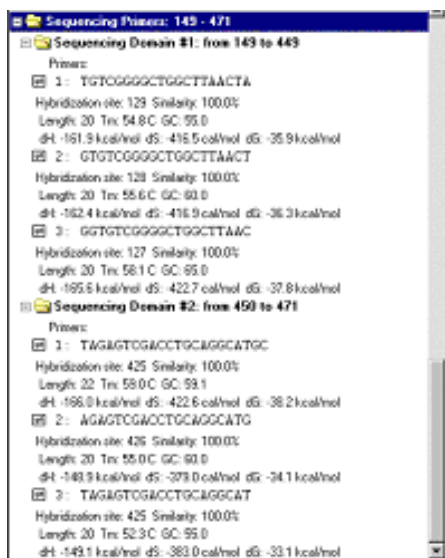 Sequencing Primers: 149 - 471
Sequencing Domain #1: from 149 to 449
Primers:
1: TGTCGGGGCTGGCTTAACTA
Hybridization site: 129 Similarity: 100.0%
Length: 20 Tm: 54.8 C GC: 55.0
dH: -161.9 kcal/mol dS: -416.5 cal/mol dG: -35.9 kcal/mol
2: GTGTCGGGGCTGGCTTAACT
Hybridization site: 128 Similarity: 100.0%
Length: 20 Tm: 55.6 C GC: 60.0
dH: -162.4 kcal/mol dS: -416.9 cal/mol dG: -36.3 kcal/mol
3: GGTGTCGGGGCTGGCTTAAC
Hybridization site: 127 Similarity: 100.0%
Length: 20 Tm: 58.1 C GC: 65.0
dH: -165.6 kcal/mol dS: -422.7 cal/mol dG: -37.8 kcal/mol
Sequencing Domain #2: from 450 to 471
Primers:
1: TAGAGTCGACCTGCAGGCATGC
Hybridization site: 425 Similarity: 100.0%
Length: 22 Tm: 59.0 C GC: 59.1
dH: -166.0 kcal/mol dS: -422.6 cal/mol dG: -38.2 kcal/mol
2: AGAGTCGACCTGCAGGCATG
Hybridization site: 426 Similarity: 100.0%
Length: 20 Tm: 55.0 C GC: 60.0
dH: -148.9 kcal/mol dS: -379.0 cal/mol dG: -34.1 kcal/mol
3: TAGAGTCGACCTGCAGGCAT
Hybridization site: 425 Similarity: 100.0%
Length: 20 Tm: 52.3 C GC: 55.0
dH: -149.1 kcal/mol dS: -383.0 cal/mol dG: -33.1 kcal/mol